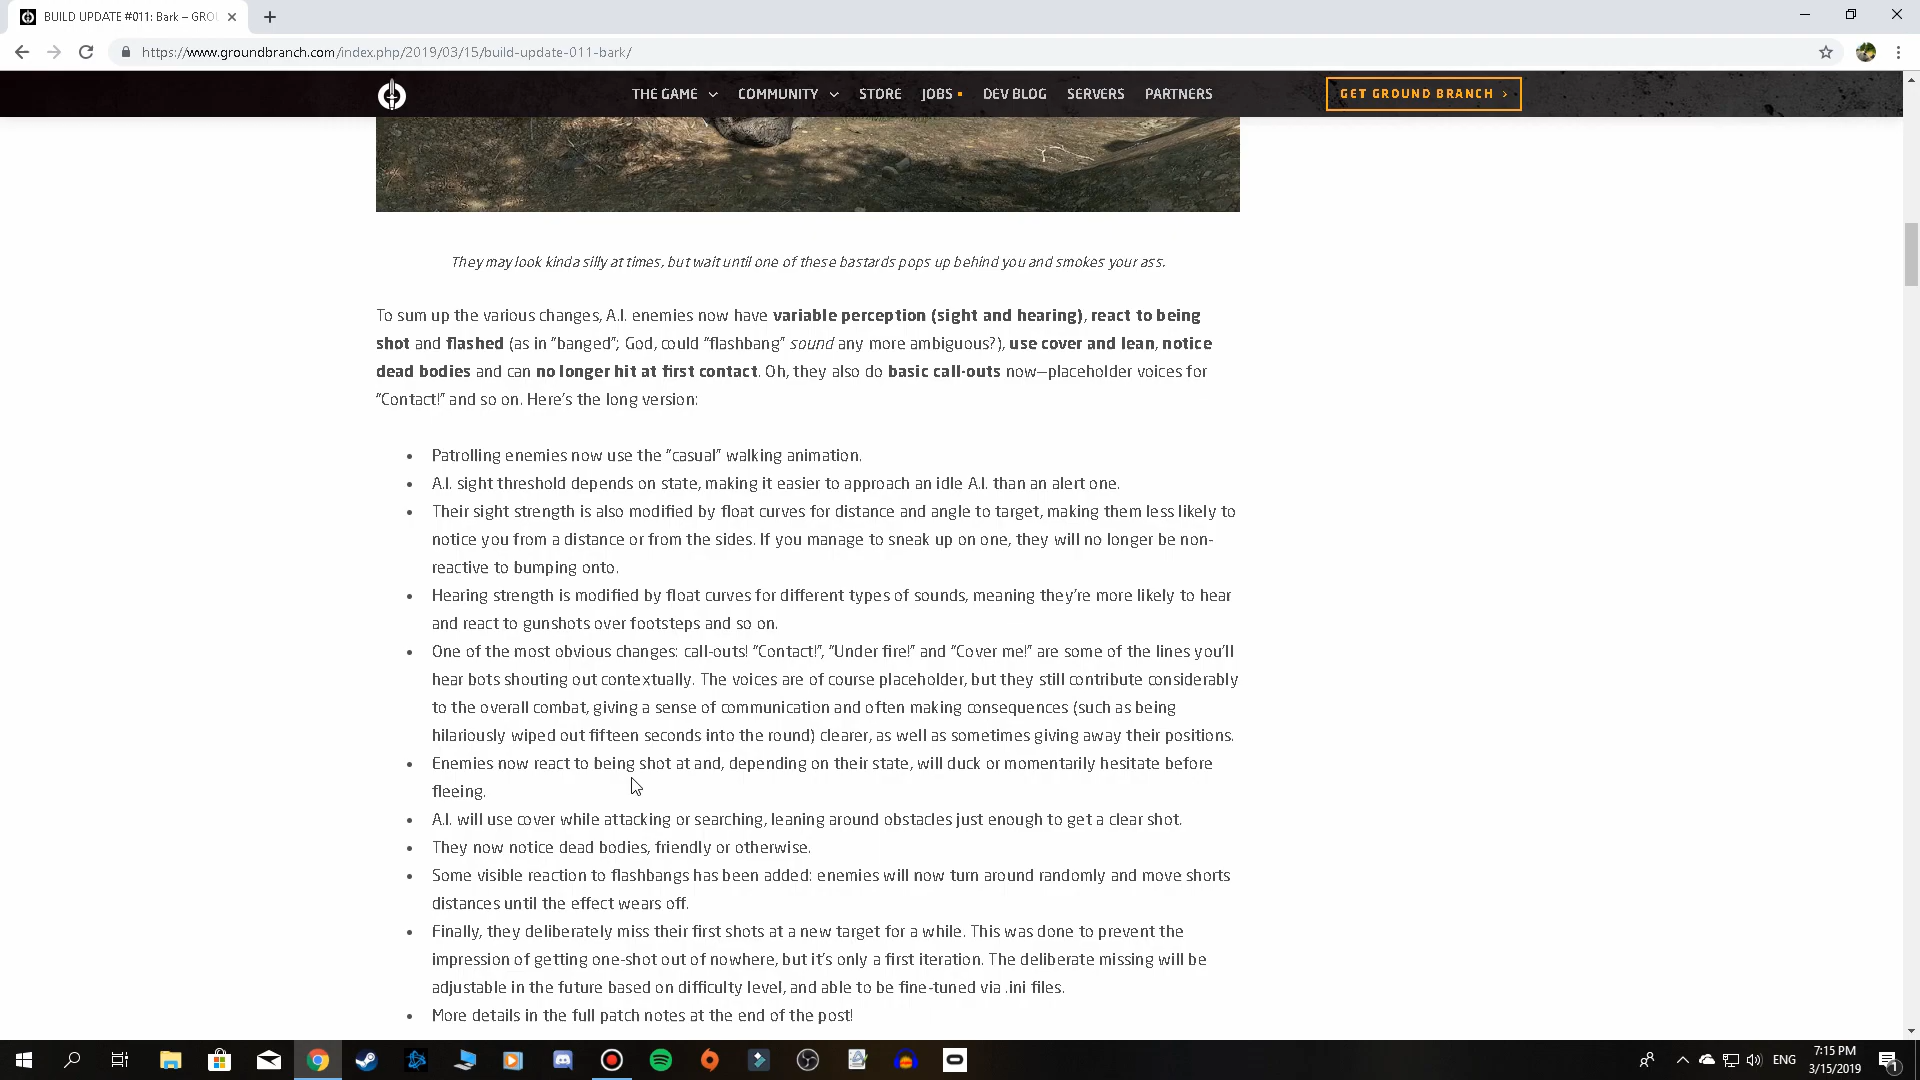 BUILD UPDATE #011: Bark – GROU
https://www.groundbranch.com/index.php/2019/03/15/build-update-011-bark/
THE GAME COMMUNITY STORE JOBS DEV BLOG SERVERS PARTNERS GET GROUND BRANCH ›
They may look kinda silly at times, but wait until one of these bastards pops up behind you and smokes your ass.
To sum up the various changes, A.I. enemies now have variable perception (sight and hearing), react to being
shot and flashed (as in “banged”; God, could “flashbang” sound any more ambiguous?), use cover and lean, notice
dead bodies and can no longer hit at first contact. Oh, they also do basic call-outs now—placeholder voices for
“Contact!” and so on. Here’s the long version:
• Patrolling enemies now use the “casual” walking animation.
• A.I. sight threshold depends on state, making it easier to approach an idle A.I. than an alert one.
• Their sight strength is also modified by float curves for distance and angle to target, making them less likely to
notice you from a distance or from the sides. If you manage to sneak up on one, they will no longer be non-
reactive to bumping onto.
• Hearing strength is modified by float curves for different types of sounds, meaning they’re more likely to hear
and react to gunshots over footsteps and so on.
• One of the most obvious changes: call-outs! “Contact!”, “Under fire!” and “Cover me!” are some of the lines you’ll
hear bots shouting out contextually. The voices are of course placeholder, but they still contribute considerably
to the overall combat, giving a sense of communication and often making consequences (such as being
hilariously wiped out fifteen seconds into the round) clearer, as well as sometimes giving away their positions.
• Enemies now react to being shot at and, depending on their state, will duck or momentarily hesitate before
fleeing.
• A.I. will use cover while attacking or searching, leaning around obstacles just enough to get a clear shot.
• They now notice dead bodies, friendly or otherwise.
• Some visible reaction to flashbangs has been added: enemies will now turn around randomly and move shorts
distances until the effect wears off.
• Finally, they deliberately miss their first shots at a new target for a while. This was done to prevent the
impression of getting one-shot out of nowhere, but it’s only a first iteration. The deliberate missing will be
adjustable in the future based on difficulty level, and able to be fine-tuned via .ini files.
• More details in the full patch notes at the end of the post!
ENG
7:15 PM
3/15/2019
1